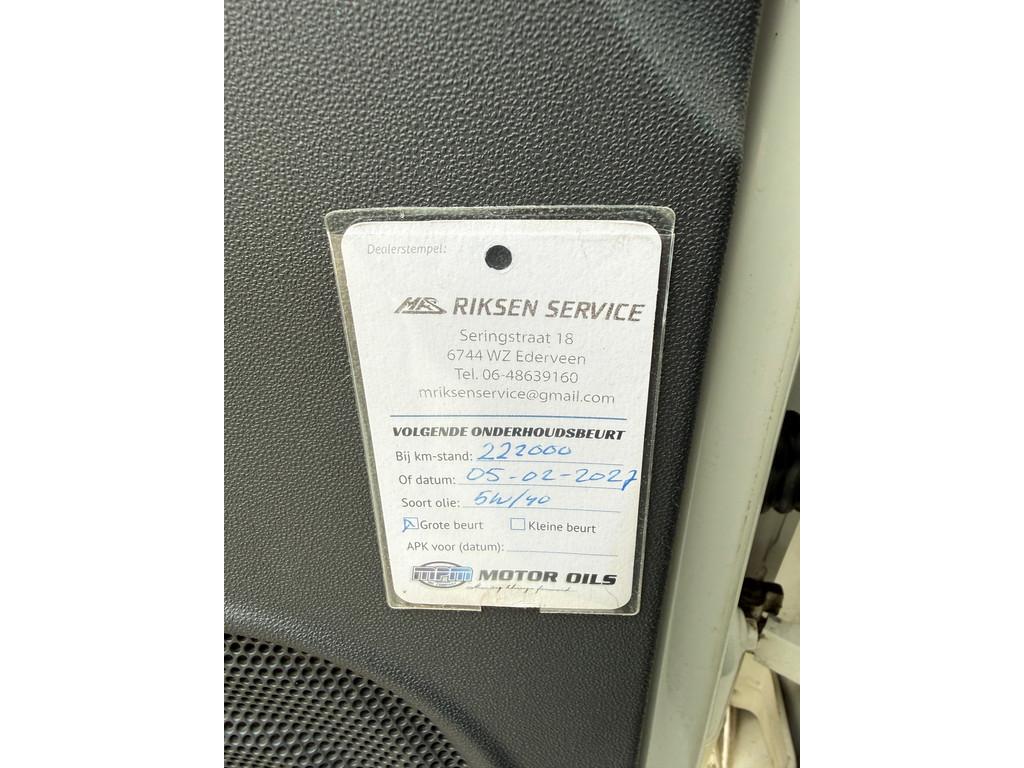 Dealerstempel:
RIKSEN SERVICE
Seringstraat 18
6744 WZ Ederveen
Tel. 06-48639160
mriksenservice@gmail.com
VOLGENDE ONDERHOUDSBEURT
Bij km-stand: 222000
Of datum: 05-02-2027
Soort olie: 5W/40
Grote beurt Kleine beurt
APK voor (datum):
MOTOR OILS